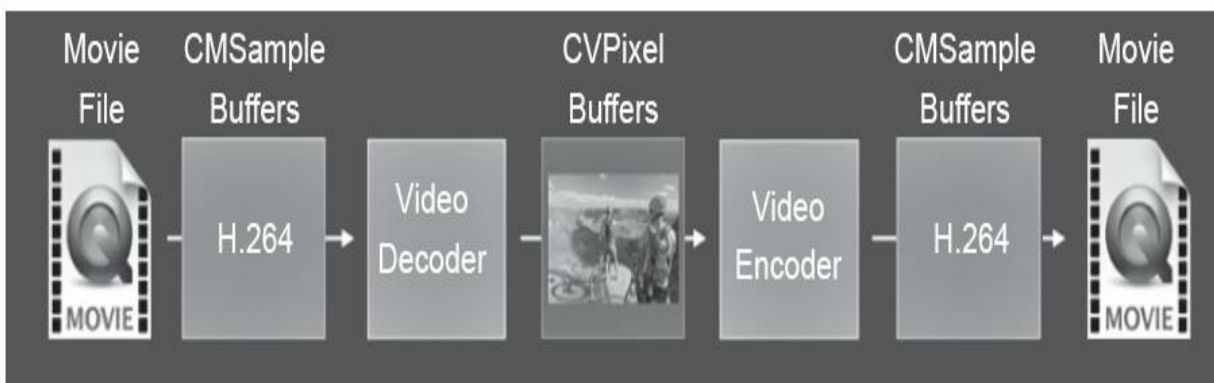 Movie
File
CMSample
Buffers
CVPixel
Buffers
CMSample
Buffers
Movie
File
MOVIE
H.264
Video
Decoder
Video
Encoder
H.264
MOVIE